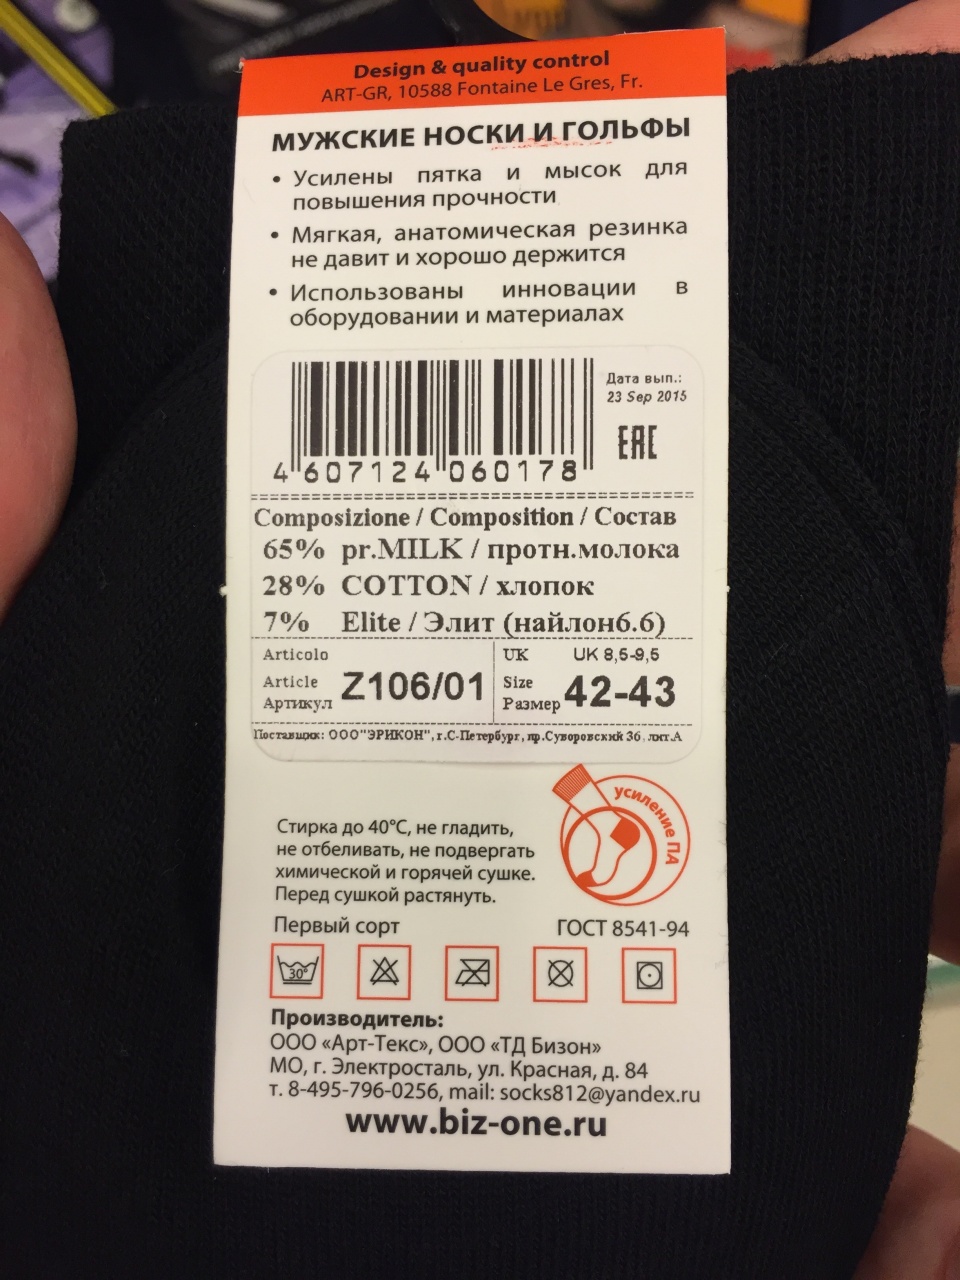 Design & quality control
ART-GR, 10588 Fontaine Le Gres, Fr.
МУЖСКИЕ НОСКИ И ГОЛЬФЫ
• Усилены пятка и мысок для
повышения прочности
• Мягкая, анатомическая резинка
не давит и хорошо держится
• Использованы инновации в
оборудовании и материалах
Дата вып.:
23 Sep 2015
EAC
4 607124 060178
Composizione / Composition / Состав
65% pr.MILK / протн.молока
28% COTTON / хлопок
7% Elite / Элит (найлон6.6)
Articolo
Article
Артикул
Z106/01
UK UK 8,5-9,5
Size
Размер
42-43
Поставщик: ООО"ЭРИКОН", г.С-Петербург, пр.Суворовский 36, лит.А
усиление ПА
Стирка до 40°С, не гладить,
не отбеливать, не подвергать
химической и горячей сушке.
Перед сушкой растянуть.
Первый сорт ГОСТ 8541-94
30°
Производитель:
ООО «Арт-Текс», ООО «ТД Бизон»
МО, г. Электросталь, ул. Красная, д. 84
т. 8-495-796-0256, mail: socks812@yandex.ru
www.biz-one.ru